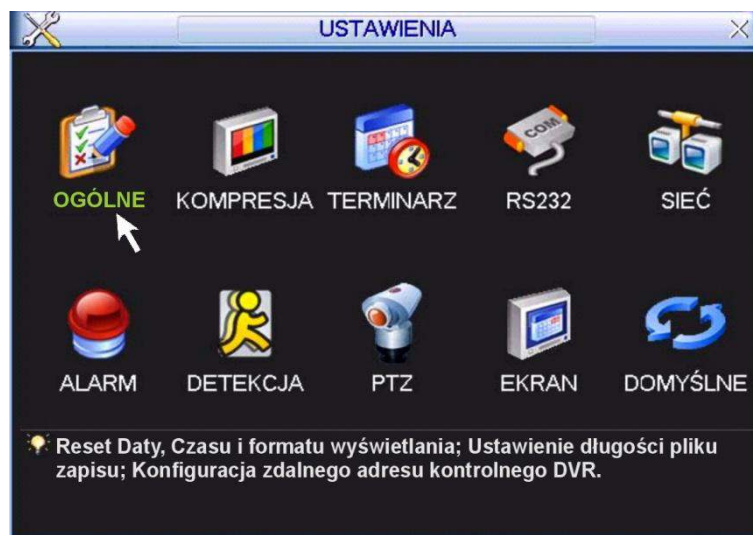 USTAWIENIA
OGÓLNE KOMPRESJA TERMINARZ RS232 SIEĆ
COM
ALARM DETEKCJA PTZ EKRAN DOMYŚLNE
Reset Daty, Czasu i formatu wyświetlania; Ustawienie długości pliku
zapisu; Konfiguracja zdalnego adresu kontrolnego DVR.